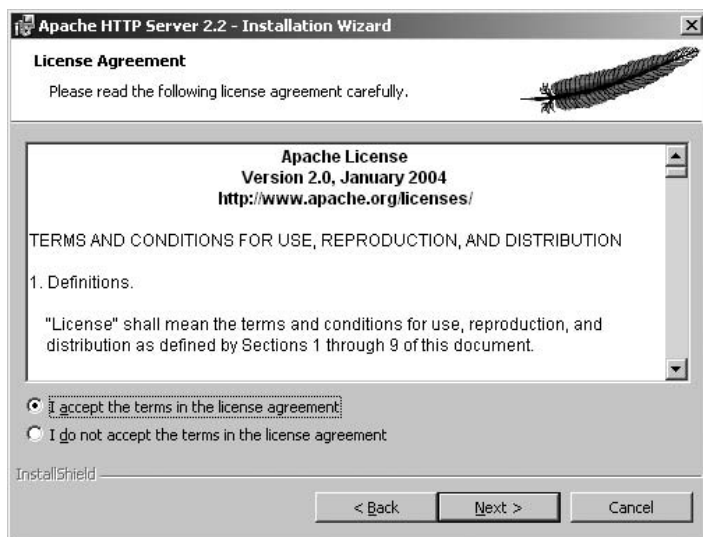 Apache HTTP Server 2.2 - Installation Wizard
License Agreement
Please read the following license agreement carefully.
Apache License
Version 2.0, January 2004
http://www.apache.org/licenses/
TERMS AND CONDITIONS FOR USE, REPRODUCTION, AND DISTRIBUTION
1. Definitions.
"License" shall mean the terms and conditions for use, reproduction, and
distribution as defined by Sections 1 through 9 of this document.
I accept the terms in the license agreement
I do not accept the terms in the license agreement
InstallShield
< Back
Next >
Cancel